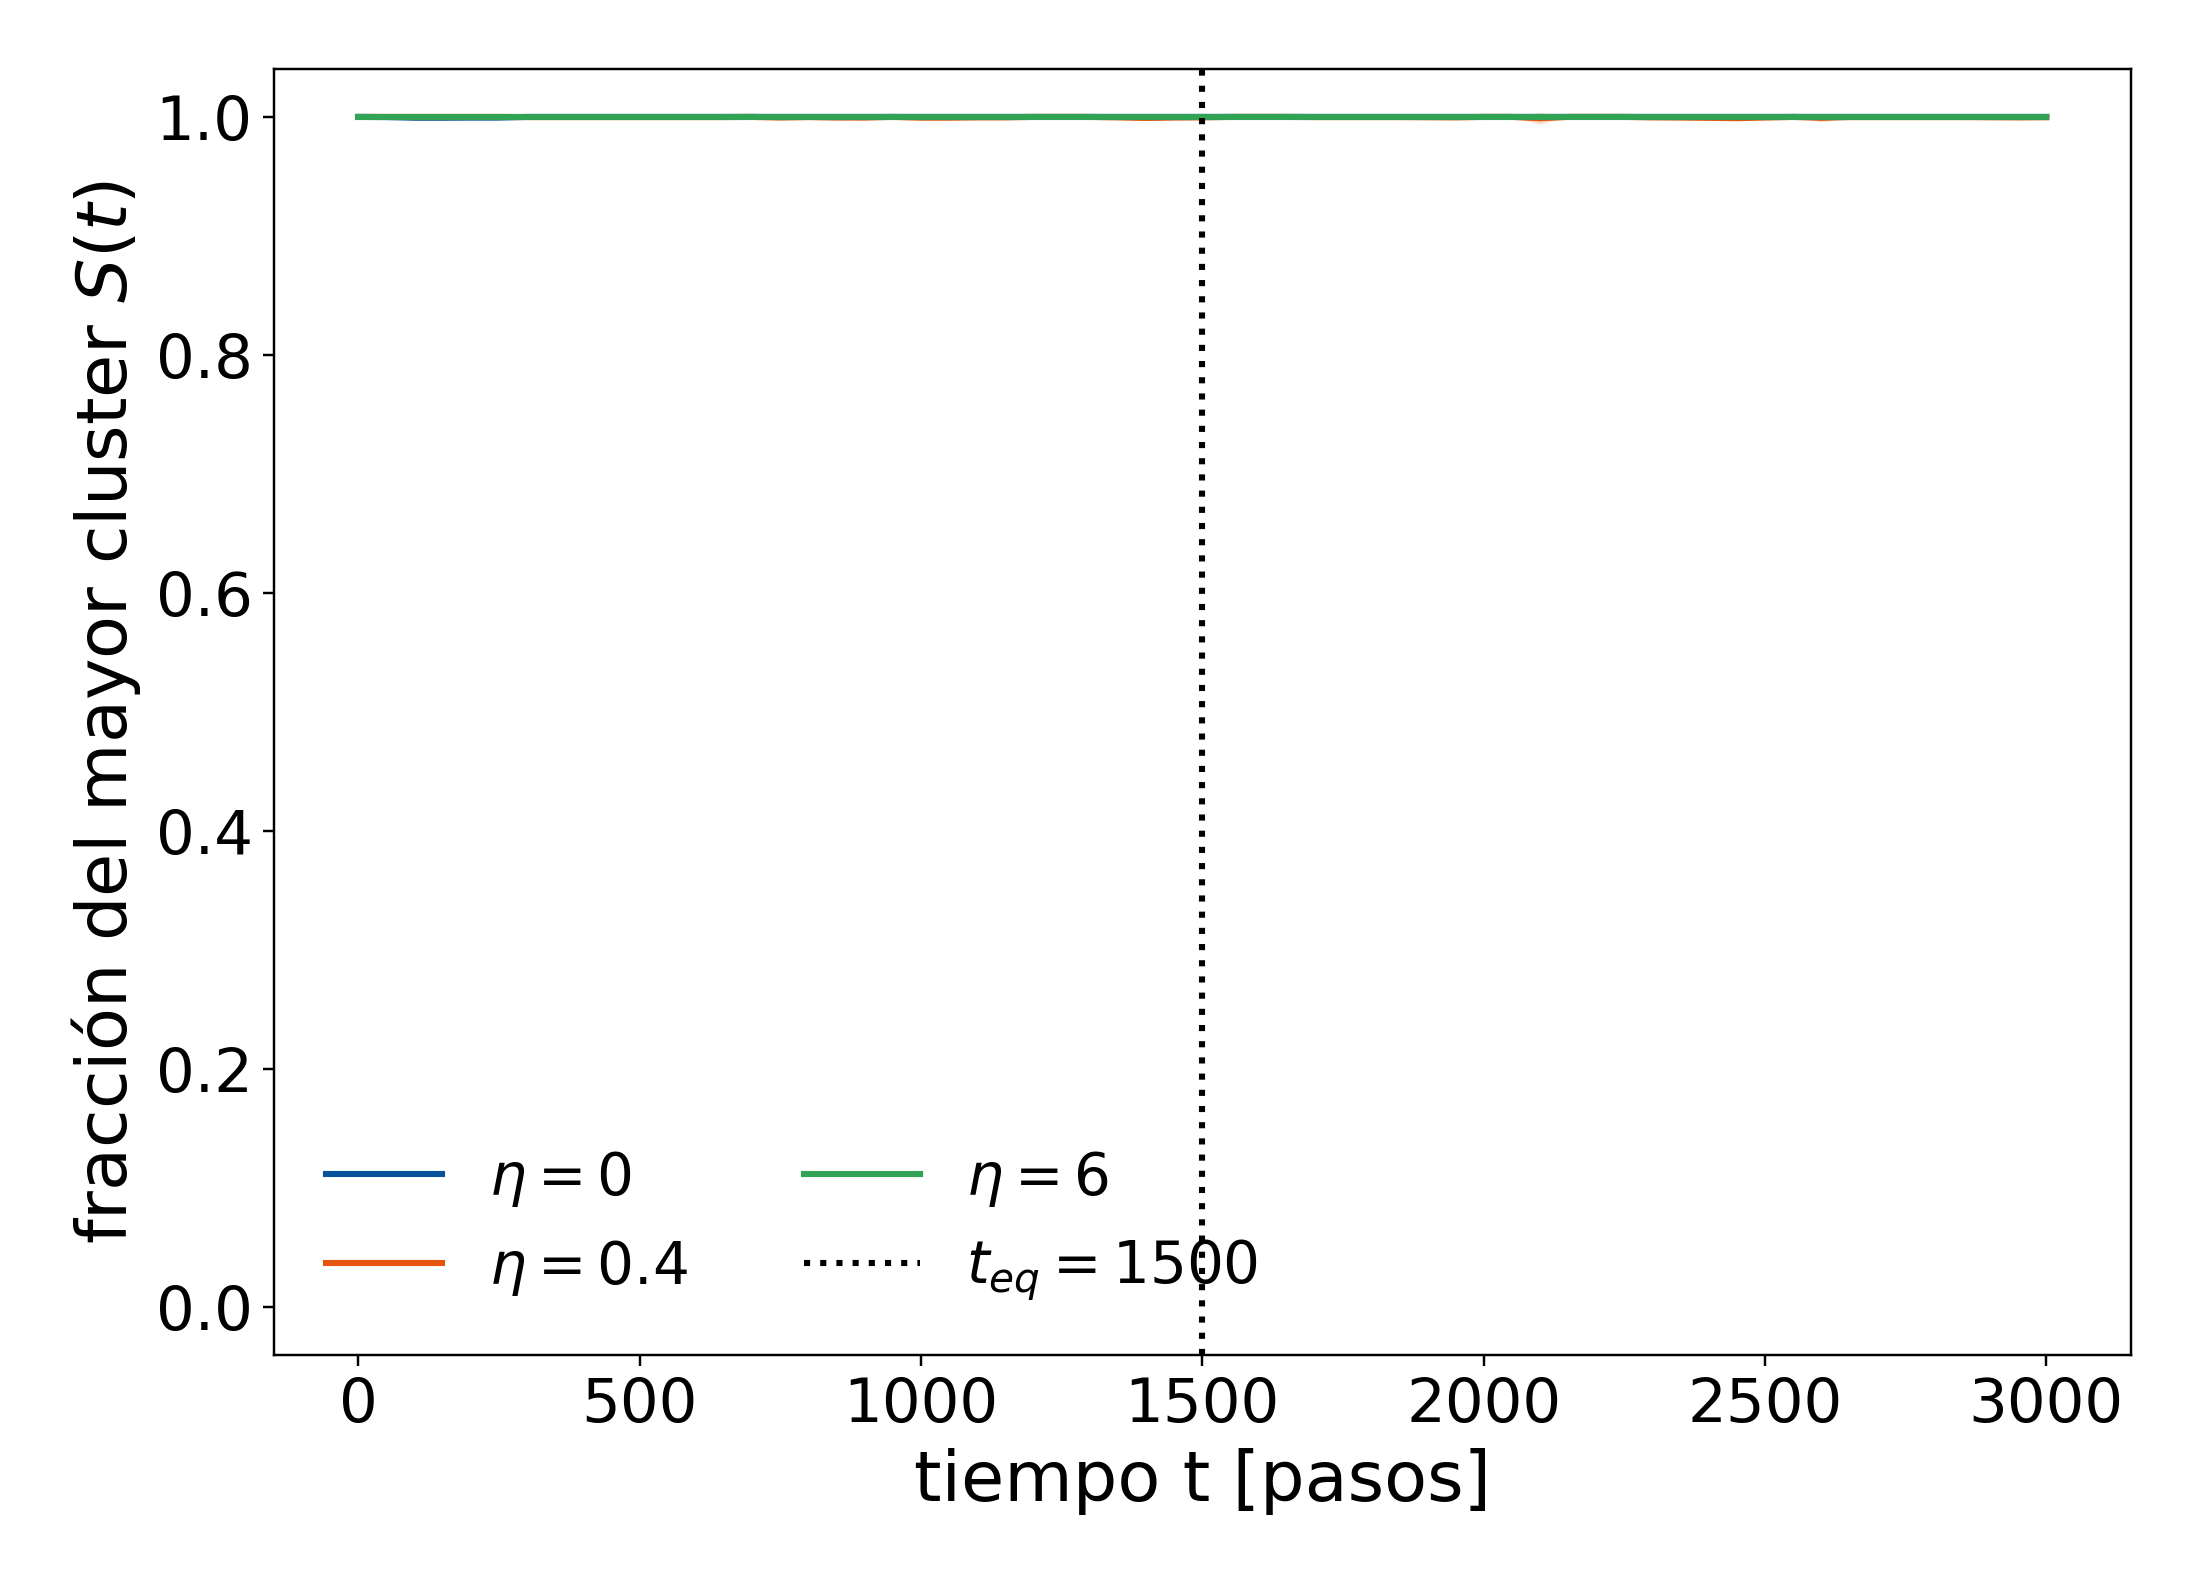 fracción del mayor cluster S(t)
1.0
0.8
0.6
0.4
0.2
0.0
η = 0
η = 0.4
η = 6
t_eq = 1500
0 500 1000 1500 2000 2500 3000
tiempo t [pasos]